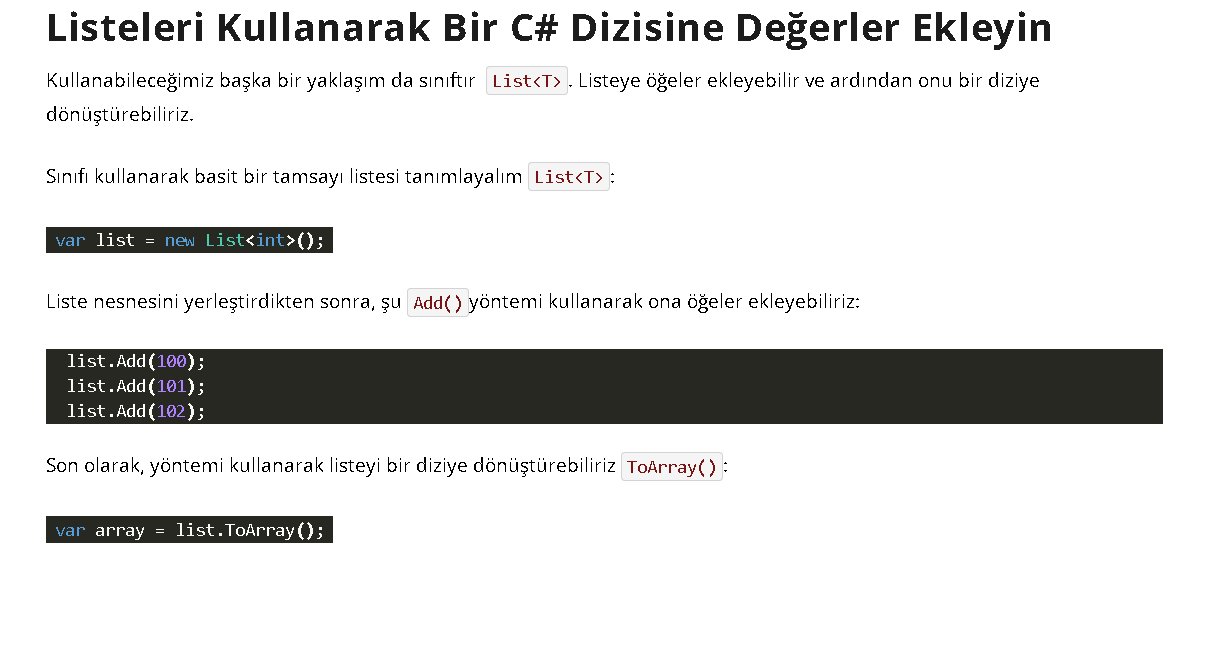 Listeleri Kullanarak Bir C# Dizisine Değerler Ekleyin
Kullanabileceğimiz başka bir yaklaşım da sınıftır List<T>. Listeye öğeler ekleyebilir ve ardından onu bir diziye
dönüştürebiliriz.
Sınıfı kullanarak basit bir tamsayı listesi tanımlayalım List<T>:
var list = new List<int>();
Liste nesnesini yerleştirdikten sonra, şu Add()yöntemi kullanarak ona öğeler ekleyebiliriz:
list.Add(100);
list.Add(101);
list.Add(102);
Son olarak, yöntemi kullanarak listeyi bir diziye dönüştürebiliriz ToArray():
var array = list.ToArray();